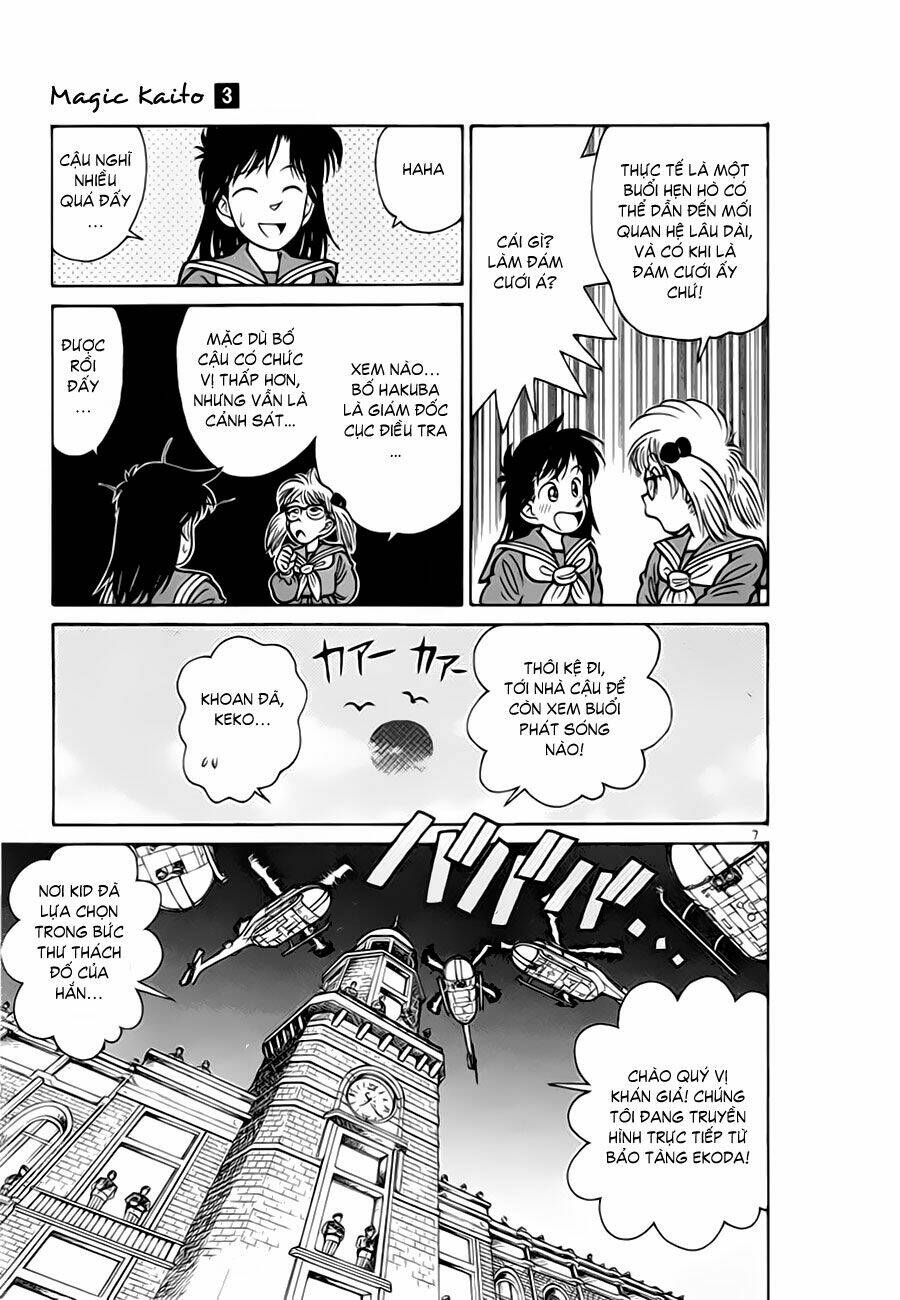 Magic Kaito 3
THỰC TẾ LÀ MỘT
BUỔI HẸN HÒ CÓ
THỂ DẪN ĐẾN MỐI
QUAN HỆ LÂU DÀI,
VÀ CÓ KHI LÀ
ĐÁM CƯỚI ẤY
CHỨ!
CÁI GÌ?
LÀM ĐÁM
CƯỚI Á?
HAHA
CẬU NGHĨ
NHIỀU
QUÁ ĐẤY
...
XEM NÀO...
BỐ HAKUBA
LÀ GIÁM ĐỐC
CỤC ĐIỀU TRA
...
MẶC DÙ BỐ
CẬU CÓ CHỨC
VỊ THẤP HƠN,
NHƯNG VẪN LÀ
CẢNH SÁT...
ĐƯỢC
RỒI
ĐẤY
...
THÔI KỆ ĐI,
TỚI NHÀ CẬU ĐỂ
CÒN XEM BUỔI
PHÁT SÓNG
NÀO!
カアー カアー
KHOAN ĐÃ,
KEKO...
7
ババババ...
CHÀO QUÝ VỊ
KHÁN GIẢ! CHÚNG
TÔI ĐANG TRUYỀN
HÌNH TRỰC TIẾP TỪ
BẢO TÀNG EKODA!
NƠI KID ĐÃ
LỰA CHỌN
TRONG BỨC
THƯ THÁCH
ĐỐ CỦA
HẮN...